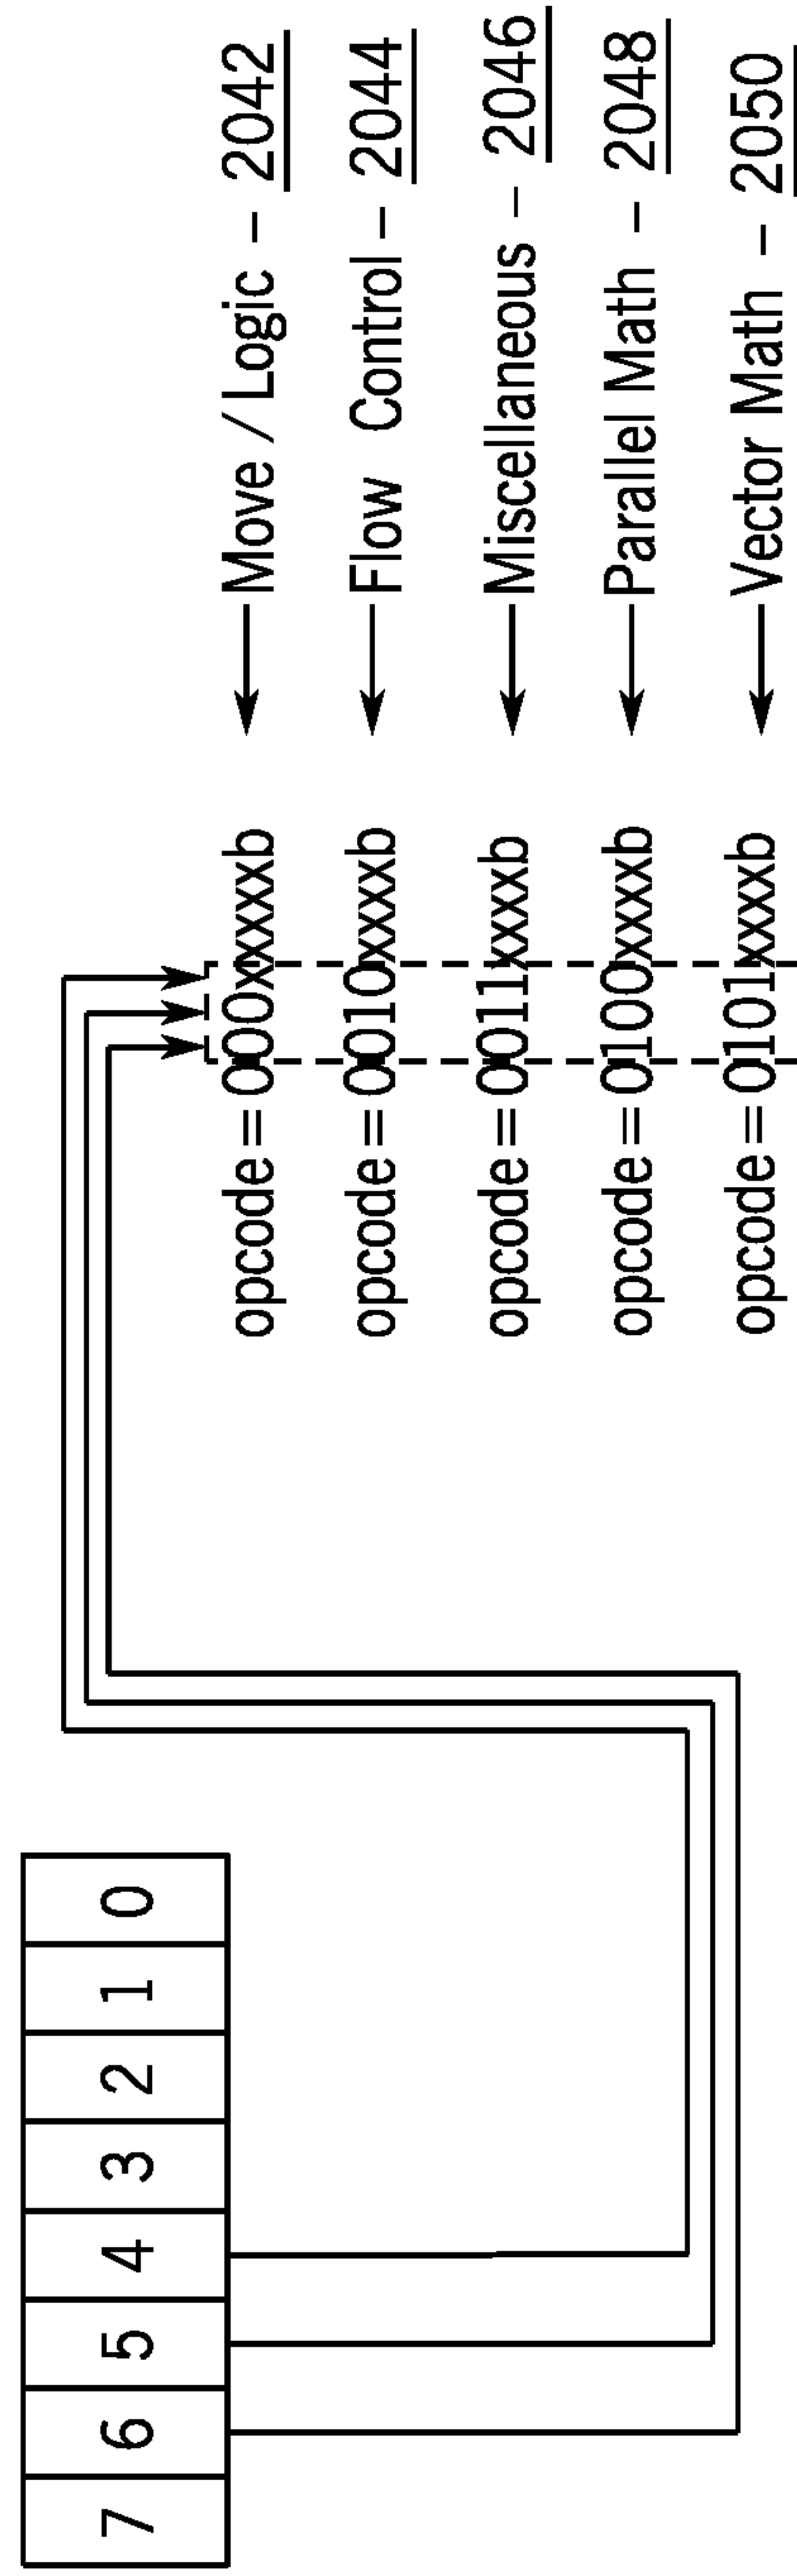 7 6 5 4 3 2 1 0
opcode = 000xxxxxb ← Move / Logic – 2042
opcode = 0010xxxxb ← Flow Control – 2044
opcode = 0011xxxxb ← Miscellaneous – 2046
opcode = 0100xxxxb ← Parallel Math – 2048
opcode = 0101xxxxb ← Vector Math – 2050